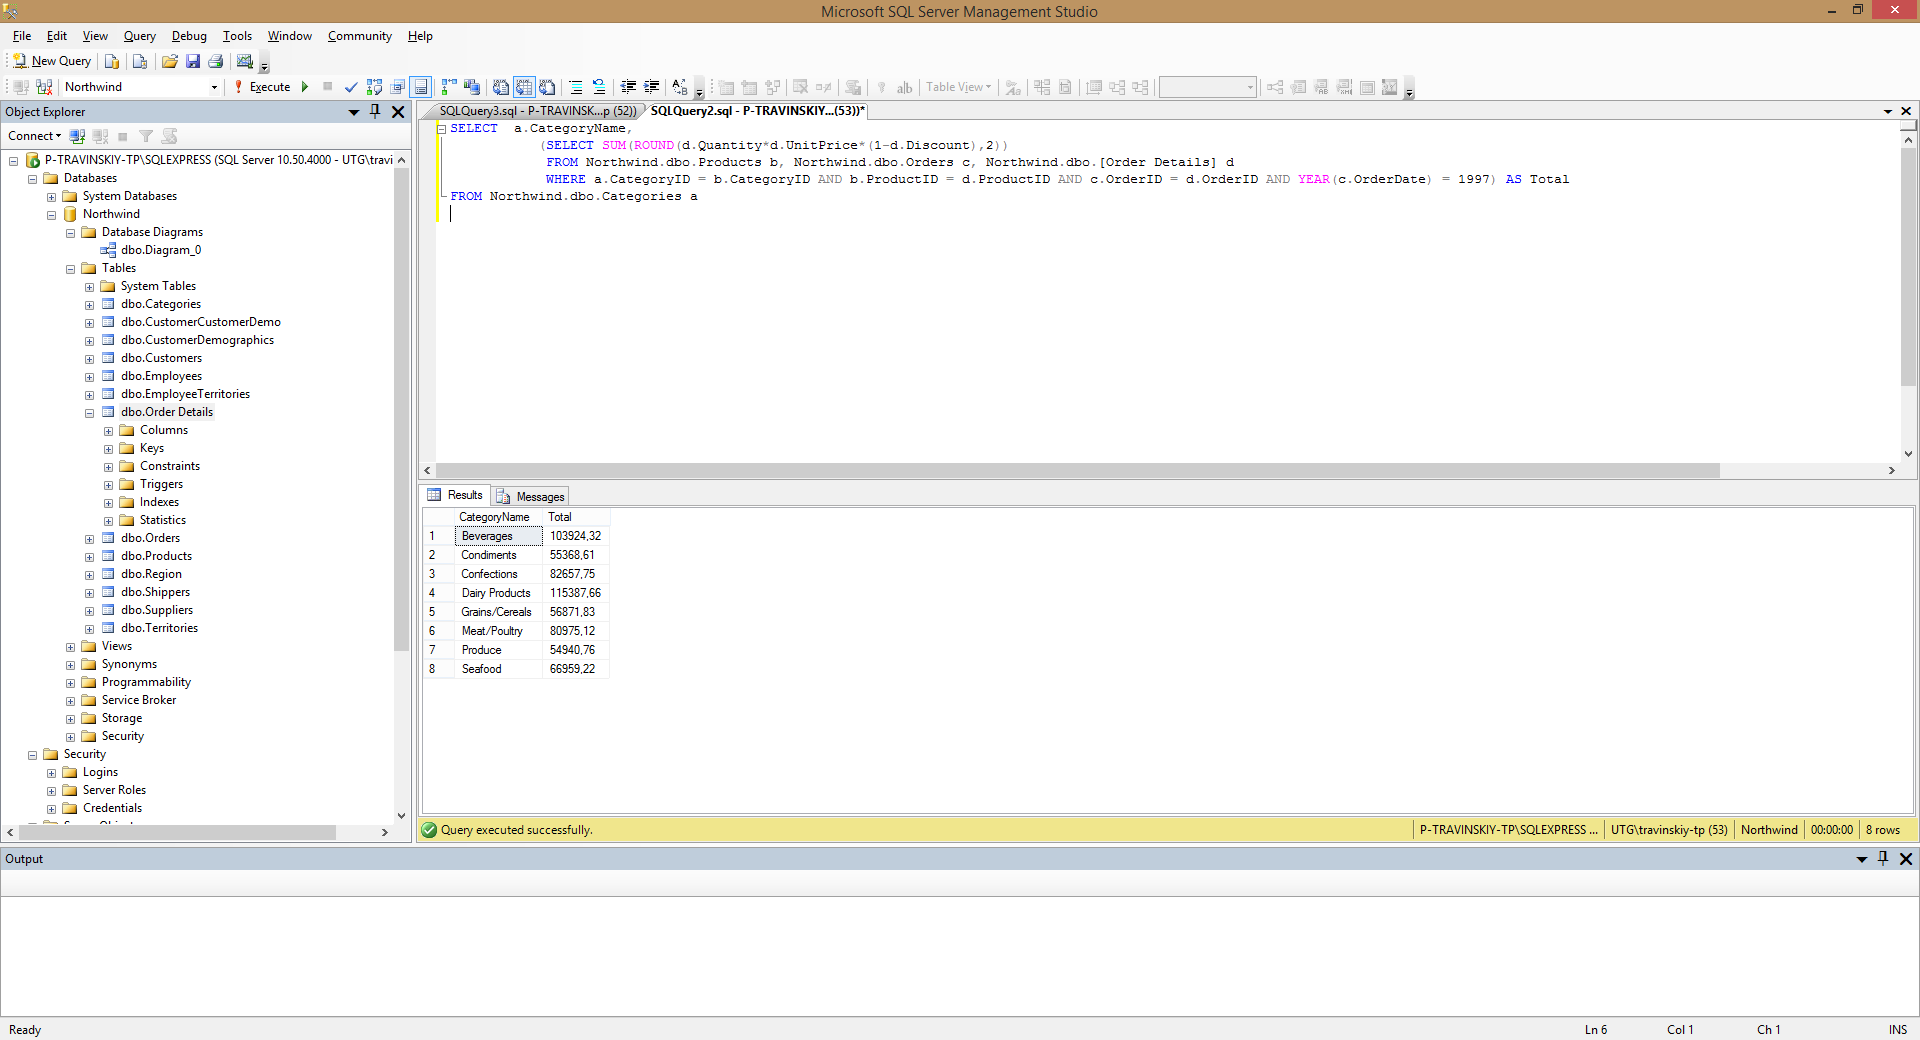 Microsoft SQL Server Management Studio
File Edit View Query Debug Tools Window Community Help
New Query
Northwind Execute Table View
Object Explorer
Connect
P-TRAVINSKIY-TP\SQLEXPRESS (SQL Server 10.50.4000 - UTG\travi
Databases
System Databases
Northwind
Database Diagrams
dbo.Diagram_0
Tables
System Tables
dbo.Categories
dbo.CustomerCustomerDemo
dbo.CustomerDemographics
dbo.Customers
dbo.Employees
dbo.EmployeeTerritories
dbo.Order Details
Columns
Keys
Constraints
Triggers
Indexes
Statistics
dbo.Orders
dbo.Products
dbo.Region
dbo.Shippers
dbo.Suppliers
dbo.Territories
Views
Synonyms
Programmability
Service Broker
Storage
Security
Security
Logins
Server Roles
Credentials
SQLQuery3.sql - P-TRAVINSK...p (52)) SQLQuery2.sql - P-TRAVINSKIY...(53))*
SELECT a.CategoryName,
(SELECT SUM(ROUND(d.Quantity*d.UnitPrice*(1-d.Discount),2))
FROM Northwind.dbo.Products b, Northwind.dbo.Orders c, Northwind.dbo.[Order Details] d
WHERE a.CategoryID = b.CategoryID AND b.ProductID = d.ProductID AND c.OrderID = d.OrderID AND YEAR(c.OrderDate) = 1997) AS Total
FROM Northwind.dbo.Categories a
Results Messages
CategoryName Total
1 Beverages 103924,32
2 Condiments 55368,61
3 Confections 82657,75
4 Dairy Products 115387,66
5 Grains/Cereals 56871,83
6 Meat/Poultry 80975,12
7 Produce 54940,76
8 Seafood 66959,22
Query executed successfully. P-TRAVINSKIY-TP\SQLEXPRESS ... UTG\travinskiy-tp (53) Northwind 00:00:00 8 rows
Output
Ready Ln 6 Col 1 Ch 1 INS